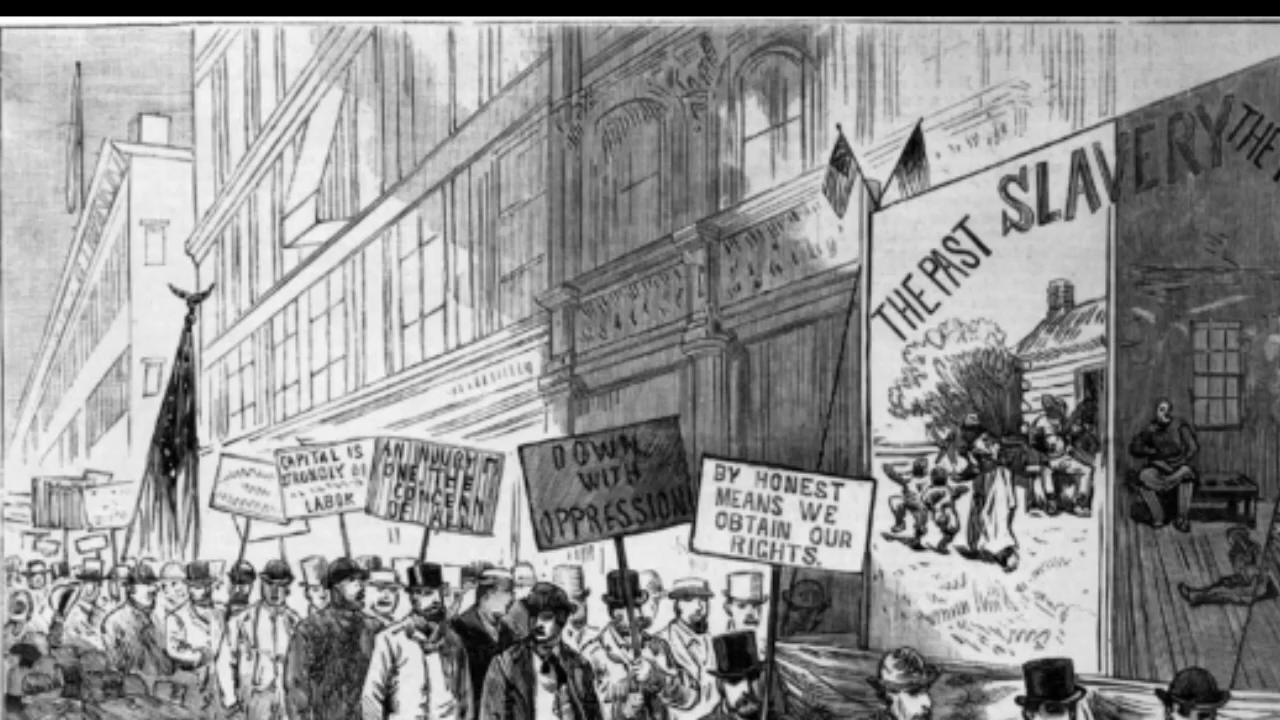 THE PAST SLAVERY THE
CAPITAL IS
LABOR
AN INJURY TO
ONE, THE
CONCERN
OF ALL
DOWN
WITH
OPPRESSION
BY HONEST
MEANS WE
OBTAIN OUR
RIGHTS.